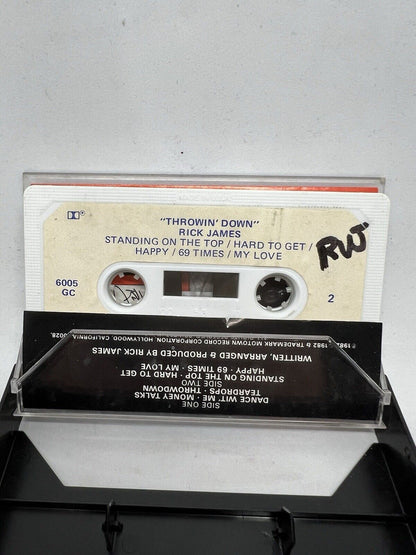 "THROWIN' DOWN"
RICK JAMES
STANDING ON THE TOP / HARD TO GET /
HAPPY / 69 TIMES / MY LOVE
RWJ
6005
GC
2
SIDE ONE
DANCE WIT' ME · MONEY TALKS
TEARDROPS · THROWDOWN
SIDE TWO
STANDING ON THE TOP · HARD TO GET
HAPPY · 69 TIMES · MY LOVE
WRITTEN, ARRANGED & PRODUCED BY RICK JAMES
1982 & TRADEMARK MOTOWN RECORD CORPORATION, HOLLYWOOD, CALIFORNIA,